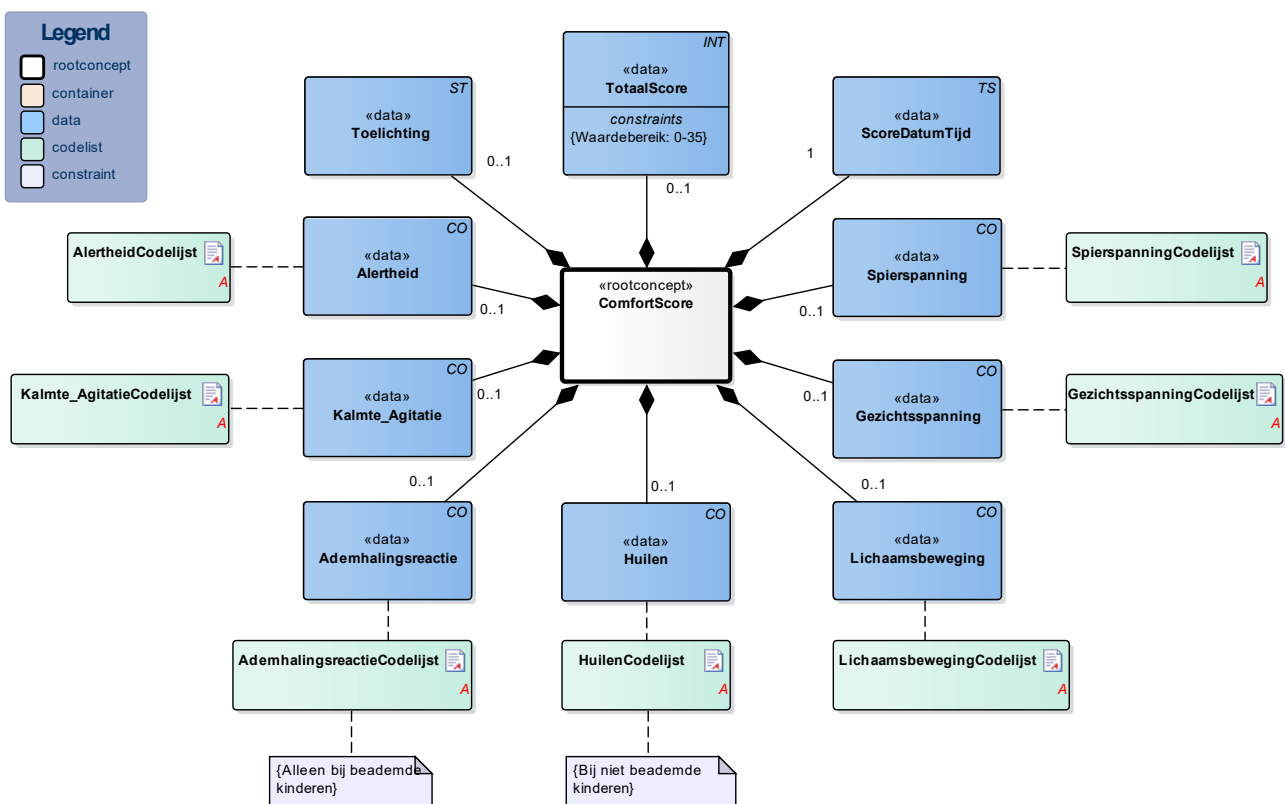 Legend
rootconcept
container
data
codelist
constraint
ST
«data»
Toelichting
0..1
INT
«data»
TotaalScore
constraints
{Waardebereik: 0-35}
0..1
TS
«data»
ScoreDatumTijd
1
AlertheidCodelijst
A
CO
«data»
Alertheid
0..1
«rootconcept»
ComfortScore
CO
«data»
Spierspanning
0..1
SpierspanningCodelijst
A
Kalmte_AgitatieCodelijst
A
CO
«data»
Kalmte_Agitatie
0..1
CO
«data»
Gezichtsspanning
0..1
GezichtsspanningCodelijst
A
0..1
CO
«data»
Ademhalingsreactie
0..1
CO
«data»
Huilen
0..1
CO
«data»
Lichaamsbeweging
AdemhalingsreactieCodelijst
A
HuilenCodelijst
A
LichaamsbewegingCodelijst
A
{Alleen bij beademde
kinderen}
{Bij niet beademde
kinderen}